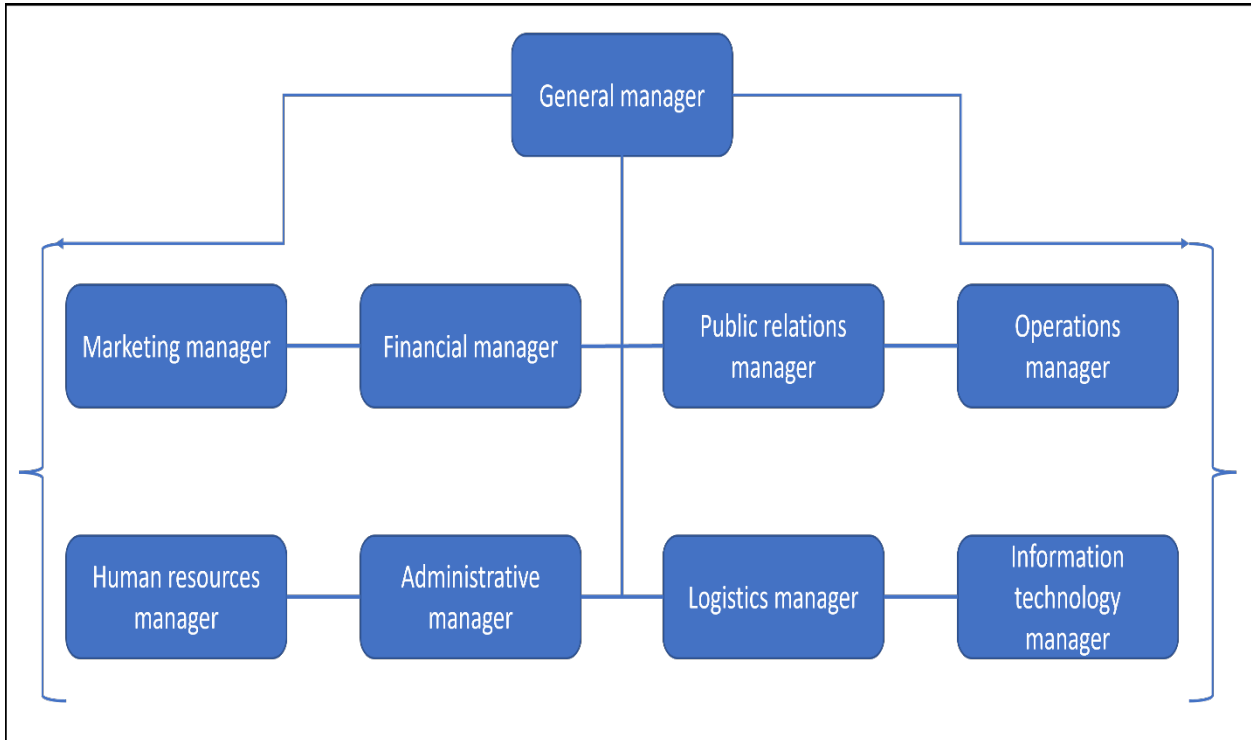 General manager
Marketing manager
Financial manager
Public relations
manager
Operations
manager
Human resources
manager
Administrative
manager
Logistics manager
Information
technology
manager